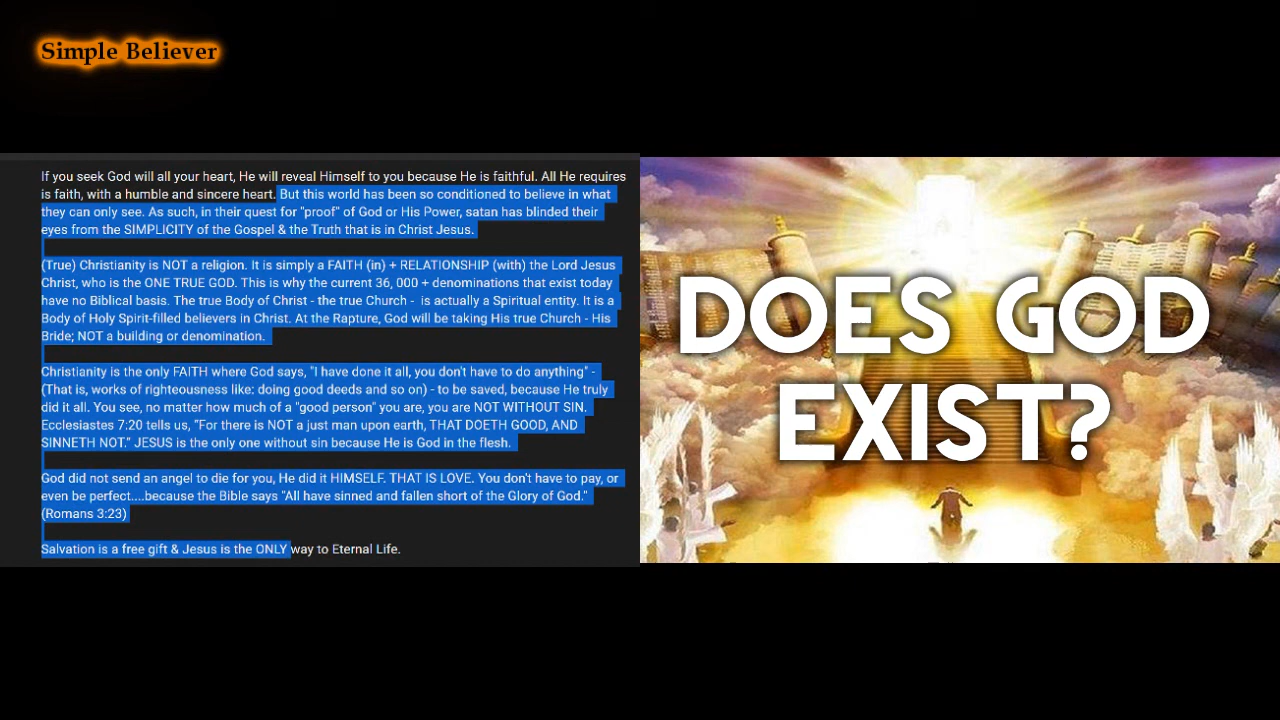 Simple Believer
If you seek God will all your heart, He will reveal Himself to you because He is faithful. All He requires
is faith, with a humble and sincere heart. But this world has been so conditioned to believe in what
they can only see. As such, in their quest for "proof" of God or His Power, satan has blinded their
eyes from the SIMPLICITY of the Gospel & the Truth that is in Christ Jesus.
(True) Christianity is NOT a religion. It is simply a FAITH (in) + RELATIONSHIP (with) the Lord Jesus
Christ, who is the ONE TRUE GOD. This is why the current 36, 000 + denominations that exist today
have no Biblical basis. The true Body of Christ - the true Church - is actually a Spiritual entity. It is a
Body of Holy Spirit-filled believers in Christ. At the Rapture, God will be taking His true Church - His
Bride; NOT a building or denomination.
Christianity is the only FAITH where God says, "I have done it all, you don't have to do anything" -
(That is, works of righteousness like: doing good deeds and so on) - to be saved, because He truly
did it all. You see, no matter how much of a "good person" you are, you are NOT WITHOUT SIN.
Ecclesiastes 7:20 tells us, "For there is NOT a just man upon earth, THAT DOETH GOOD, AND
SINNETH NOT." JESUS is the only one without sin because He is God in the flesh.
God did not send an angel to die for you, He did it HIMSELF. THAT IS LOVE. You don't have to pay, or
even be perfect....because the Bible says "All have sinned and fallen short of the Glory of God."
(Romans 3:23)
Salvation is a free gift & Jesus is the ONLY way to Eternal Life.
DOES GOD
EXIST?